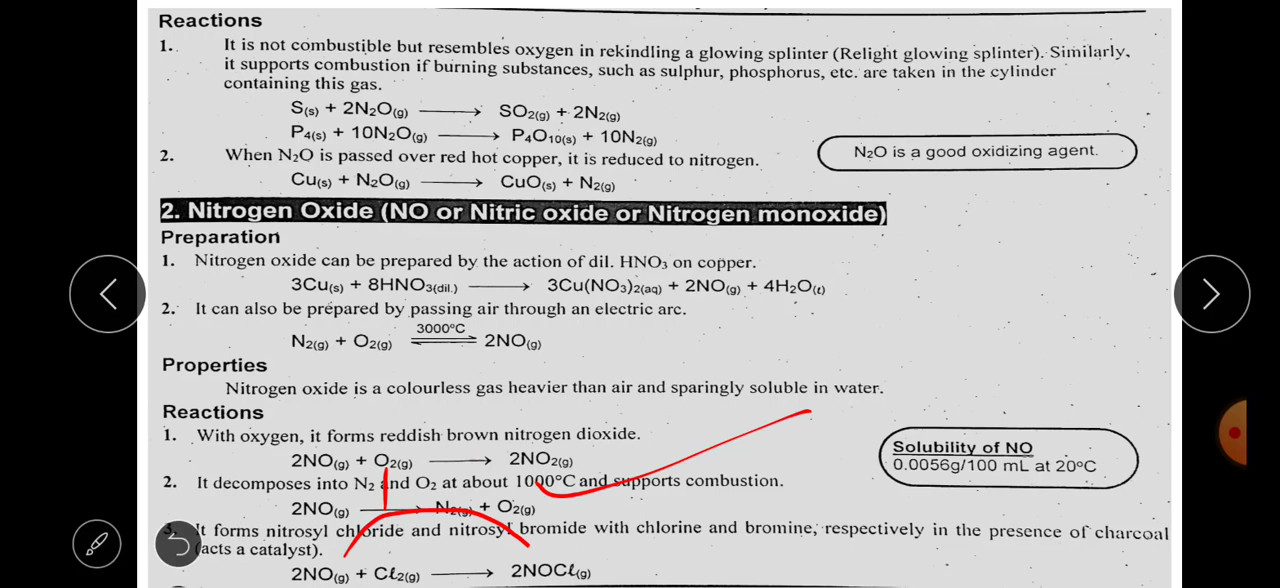 Reactions
1. It is not combustible but resembles oxygen in rekindling a glowing splinter (Relight glowing splinter). Similarly,
it supports combustion if burning substances, such as sulphur, phosphorus, etc. are taken in the cylinder
containing this gas.
S(s) + 2N₂O(g) ⟶ SO₂(g) + 2N₂(g)
P₄(s) + 10N₂O(g) ⟶ P₄O₁₀(s) + 10N₂(g)
2. When N₂O is passed over red hot copper, it is reduced to nitrogen.
N₂O is a good oxidizing agent.
Cu(s) + N₂O(g) ⟶ CuO(s) + N₂(g)
2. Nitrogen Oxide (NO or Nitric oxide or Nitrogen monoxide)
Preparation
1. Nitrogen oxide can be prepared by the action of dil. HNO₃ on copper.
3Cu(s) + 8HNO₃(dil.) ⟶ 3Cu(NO₃)₂(aq) + 2NO(g) + 4H₂O(ℓ)
2. It can also be prepared by passing air through an electric arc.
3000°C
N₂(g) + O₂(g) ⇌ 2NO(g)
Properties
Nitrogen oxide is a colourless gas heavier than air and sparingly soluble in water.
Reactions
1. With oxygen, it forms reddish brown nitrogen dioxide.
2NO(g) + O₂(g) ⟶ 2NO₂(g)
Solubility of NO
0.0056g/100 mL at 20°C
2. It decomposes into N₂ and O₂ at about 1000°C and supports combustion.
2NO(g) ⟶ N₂(g) + O₂(g)
3. It forms nitrosyl chloride and nitrosyl bromide with chlorine and bromine, respectively in the presence of charcoal
(acts a catalyst).
2NO(g) + Cℓ₂(g) ⟶ 2NOCℓ(g)